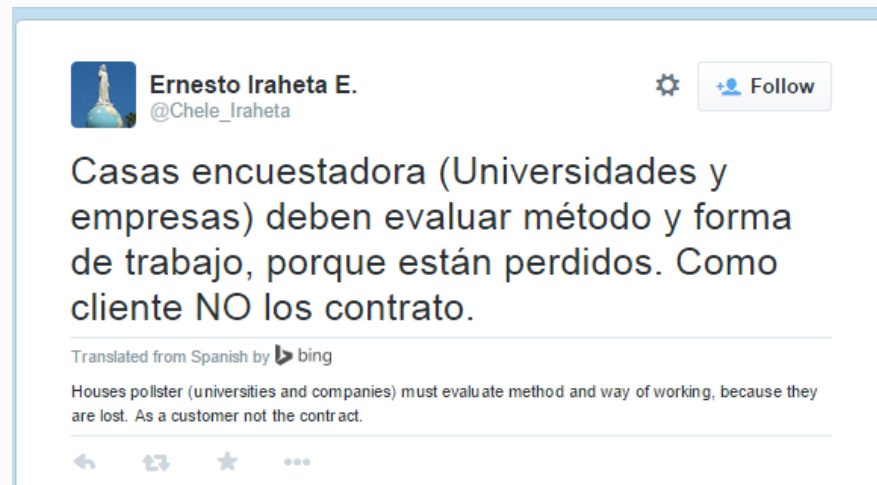 Ernesto Iraheta E.
@Chele_Iraheta
Follow
Casas encuestadora (Universidades y
empresas) deben evaluar método y forma
de trabajo, porque están perdidos. Como
cliente NO los contrato.
Translated from Spanish by bing
Houses pollster (universities and companies) must evaluate method and way of working, because they
are lost. As a customer not the contract.